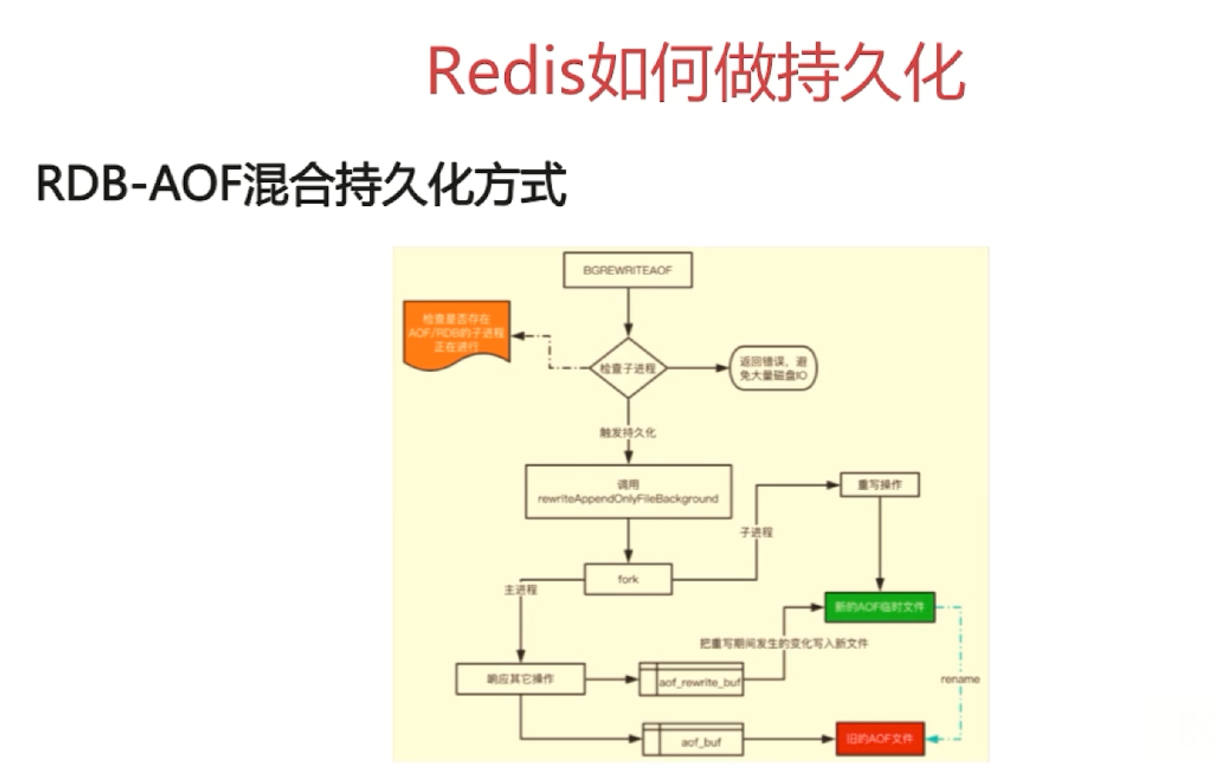 Redis如何做持久化
RDB-AOF混合持久化方式
BGREWRITEAOF
检查是否存在
AOF/RDB的子进程
正在进行
检查子进程
返回错误，避
免大量磁盘IO
触发持久化
调用
rewriteAppendOnlyFileBackground
重写操作
子进程
fork
主进程
新的AOF临时文件
把重写期间发生的变化写入新文件
响应其它操作
aof_rewrite_buf
rename
aof_buf
旧的AOF文件